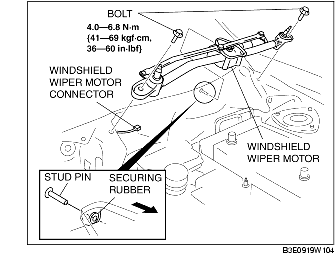 BOLT
4.0—6.8 N·m
{41—69 kgf·cm,
36—60 in·lbf}
WINDSHIELD
WIPER MOTOR
CONNECTOR
WINDSHIELD
WIPER MOTOR
STUD PIN
SECURING
RUBBER
B3E0919W104